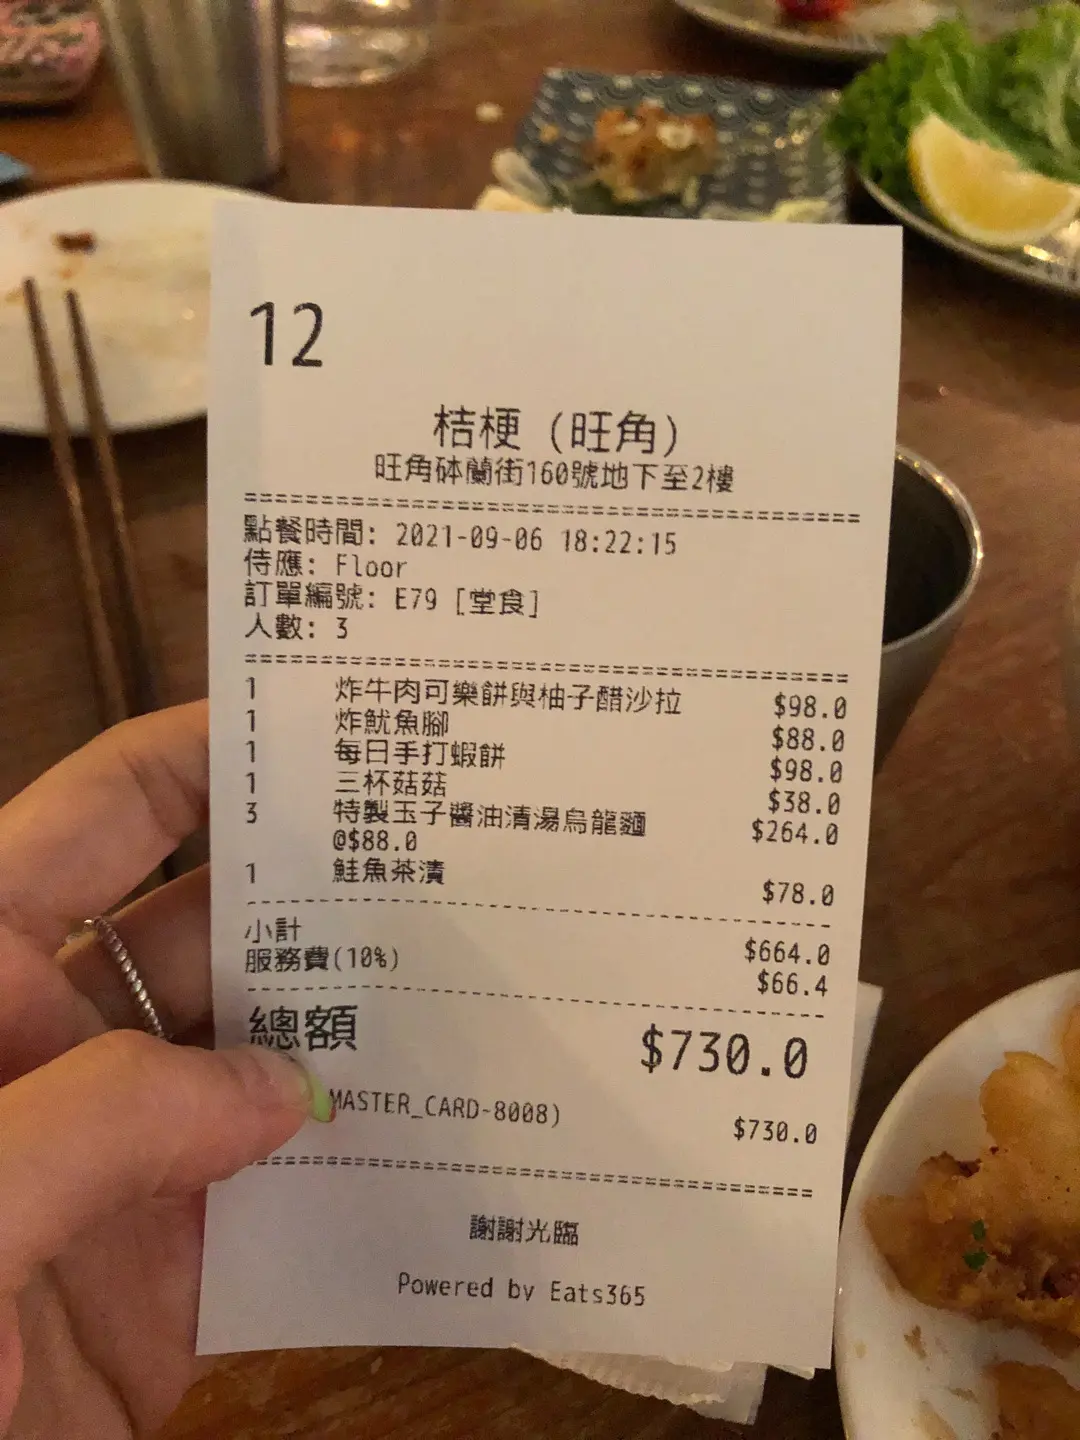 12
桔梗 (旺角)
旺角砵蘭街160號地下至2樓
點餐時間: 2021-09-06 18:22:15
侍應: Floor
訂單編號: E79 [堂食]
人數: 3
1 炸牛肉可樂餅與柚子醋沙拉 $98.0
1 炸魷魚腳 $88.0
1 每日手打蝦餅 $98.0
1 三杯菇菇 $38.0
3 特製玉子醬油清湯烏龍麵 $264.0
@$88.0
1 鮭魚茶漬 $78.0
小計 $664.0
服務費(10%) $66.4
總額 $730.0
MASTER_CARD-8008) $730.0
謝謝光臨
Powered by Eats365